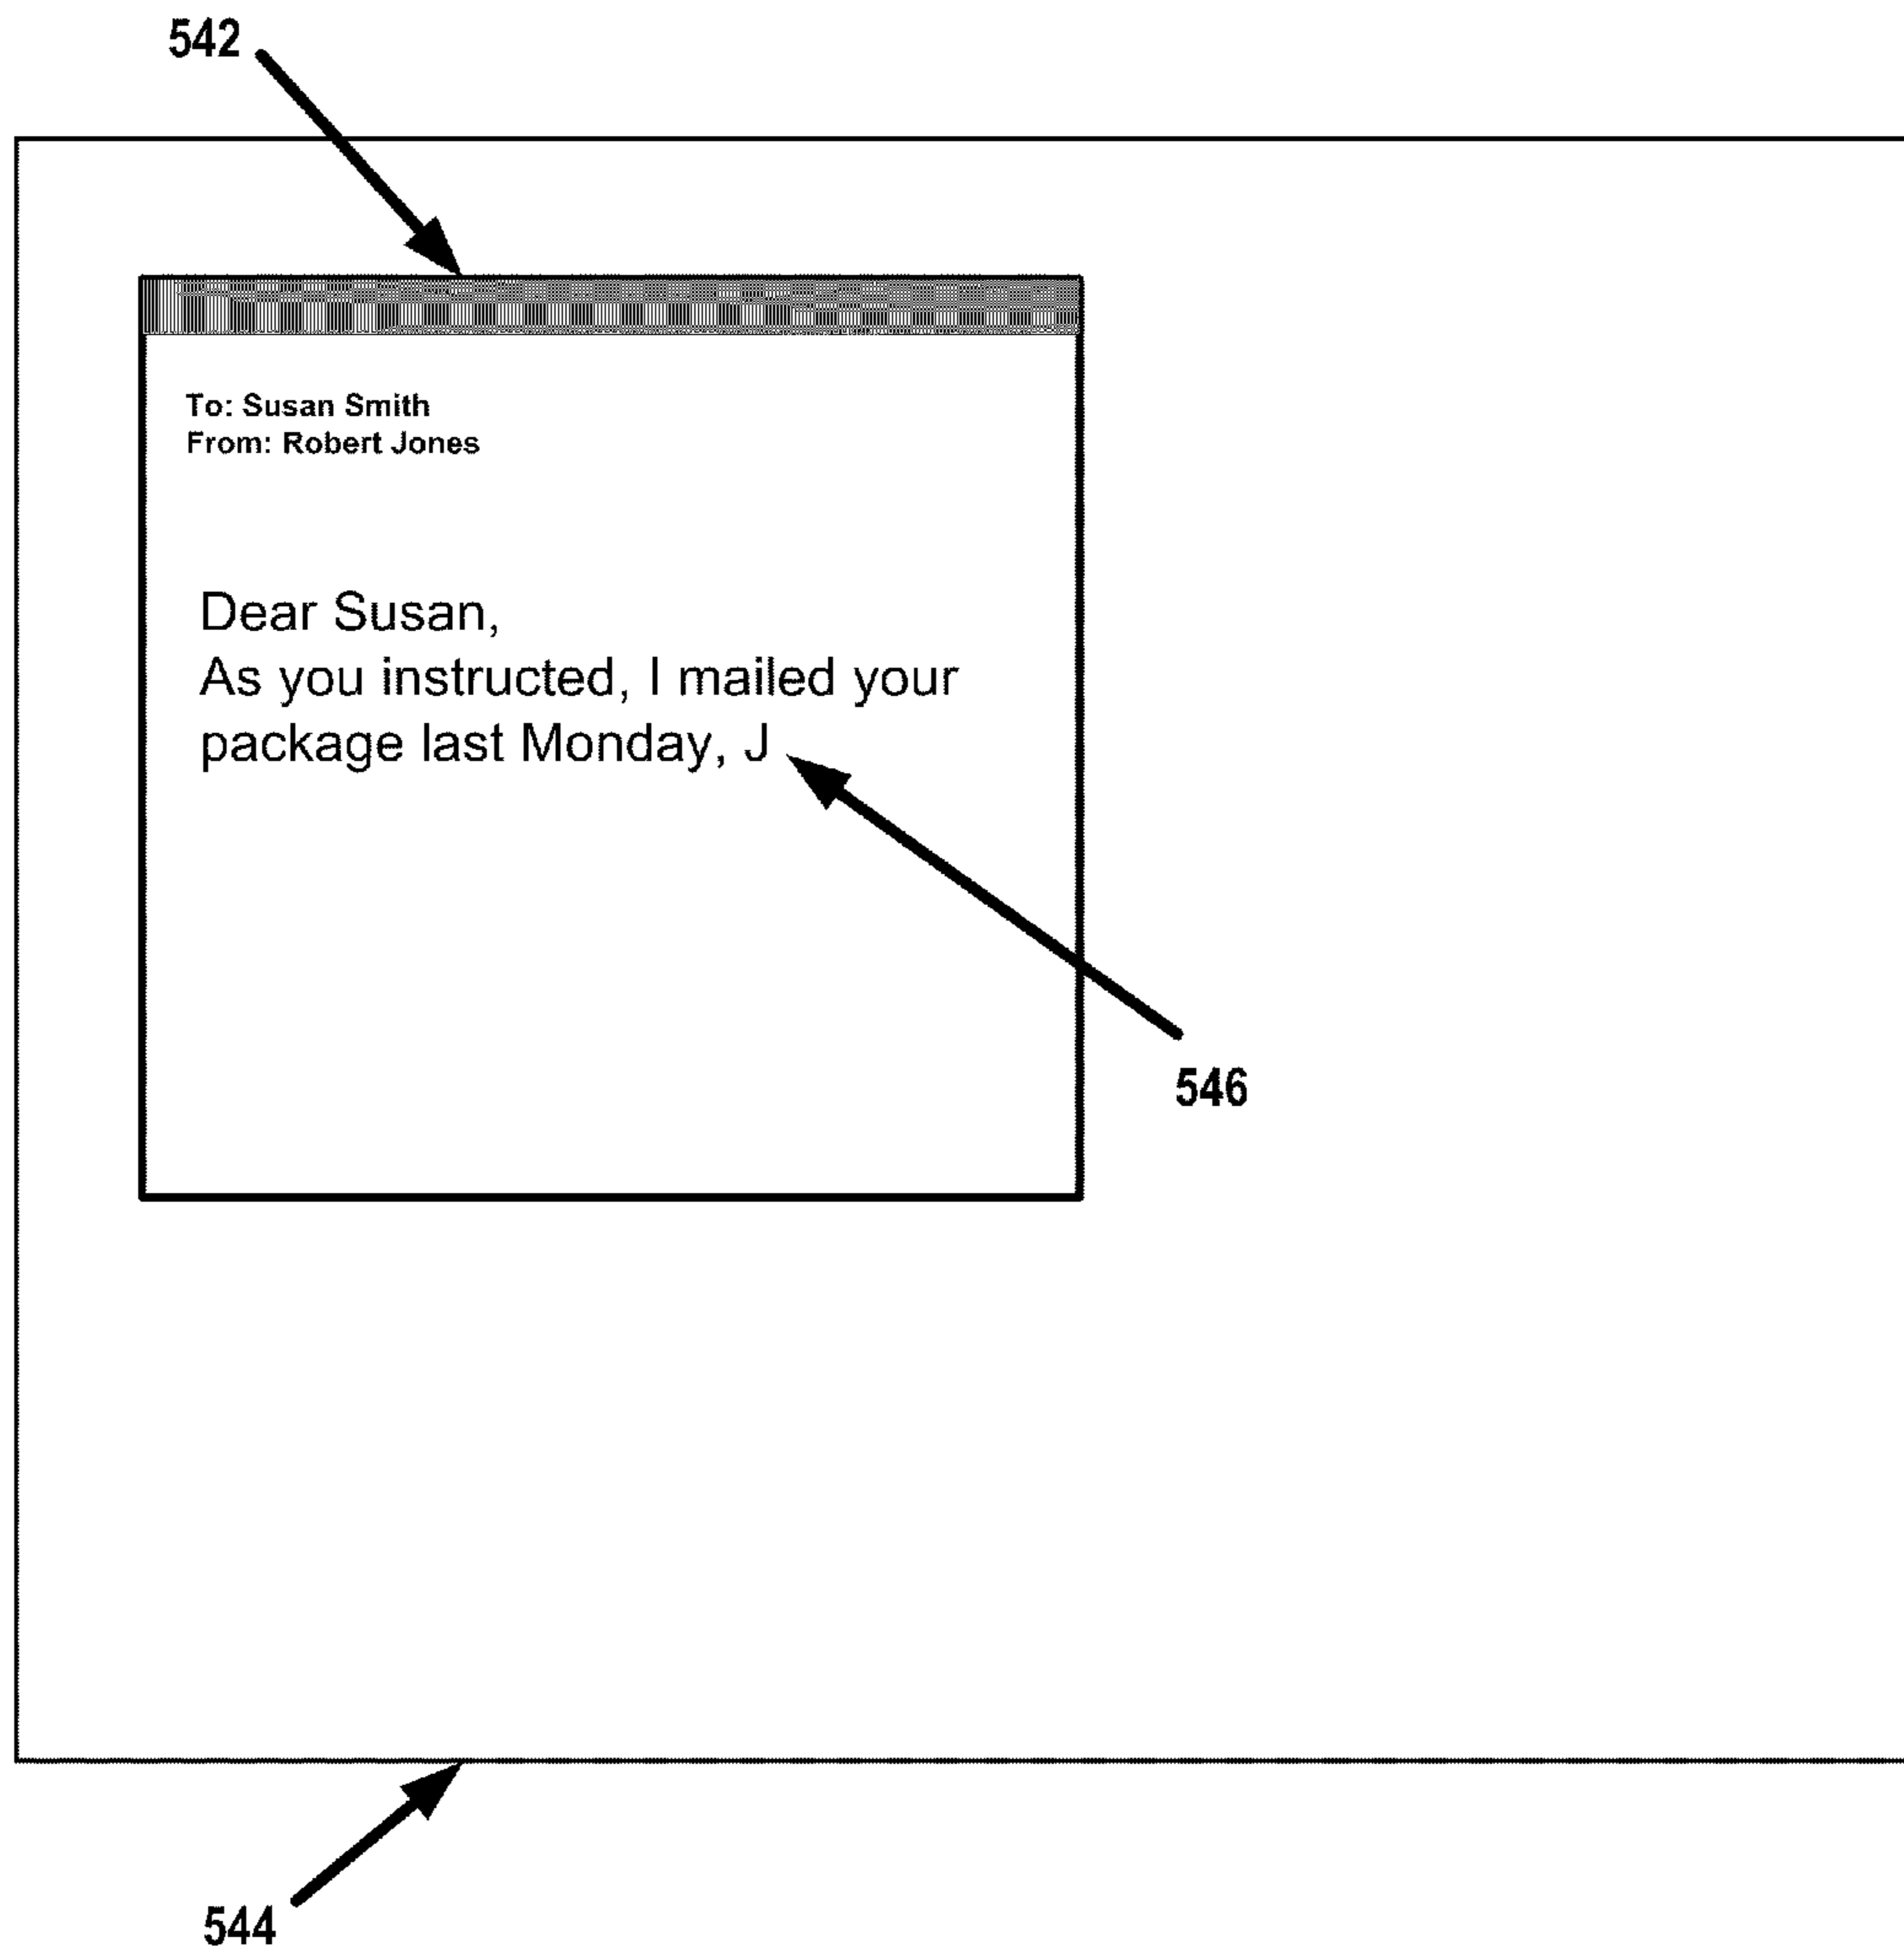 542
To: Susan Smith
From: Robert Jones
Dear Susan,
As you instructed, I mailed your
package last Monday, J
546
544